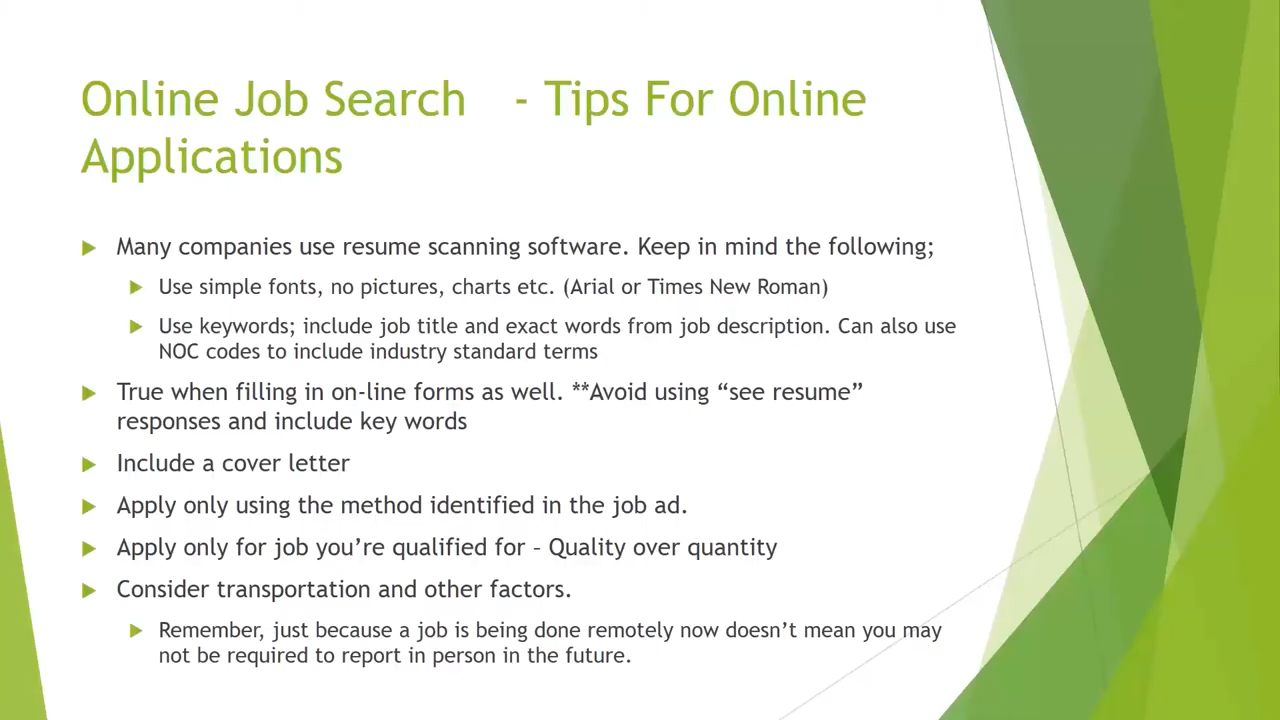 Online Job Search - Tips For Online
Applications
Many companies use resume scanning software. Keep in mind the following;
Use simple fonts, no pictures, charts etc. (Arial or Times New Roman)
Use keywords; include job title and exact words from job description. Can also use
NOC codes to include industry standard terms
True when filling in on-line forms as well. **Avoid using “see resume”
responses and include key words
Include a cover letter
Apply only using the method identified in the job ad.
Apply only for job you’re qualified for – Quality over quantity
Consider transportation and other factors.
Remember, just because a job is being done remotely now doesn’t mean you may
not be required to report in person in the future.